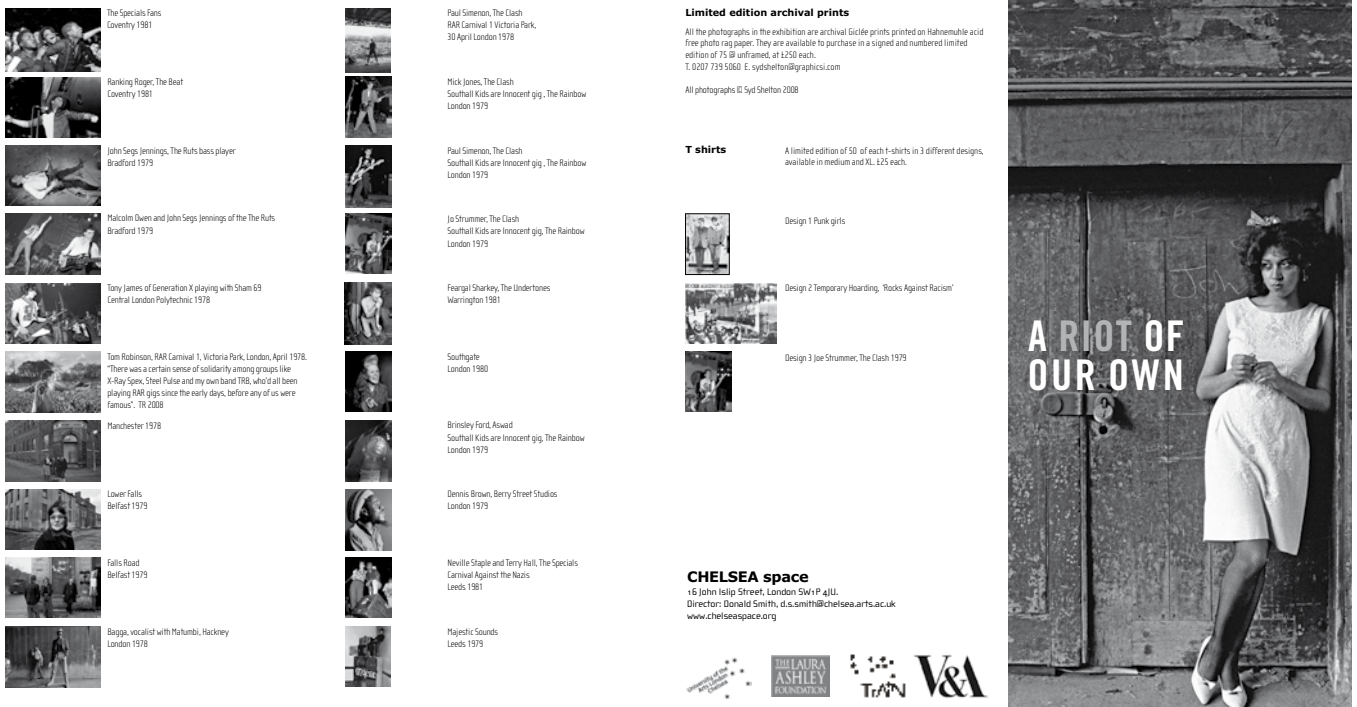 The Specials Fans
Coventry 1981
Ranking Roger, The Beat
Coventry 1981
John Segs Jennings, The Ruts bass player
Bradford 1979
Malcolm Owen and John Segs Jennings of the The Ruts
Bradford 1979
Tony James of Generation X playing with Sham 69
Central London Polytechnic 1978
Tom Robinson, RAR Carnival 1, Victoria Park, London, April 1978.
"There was a certain sense of solidarity among groups like
X-Ray Spex, Steel Pulse and my own band TRB, who'd all been
playing RAR gigs since the early days, before any of us were
famous". TR 2008
Manchester 1978
Lower Falls
Belfast 1979
Falls Road
Belfast 1979
Bagga, vocalist with Matumbi, Hackney
London 1978
Paul Simenon, The Clash
RAR Carnival 1 Victoria Park,
30 April London 1978
Mick Jones, The Clash
Southall Kids are Innocent gig , The Rainbow
London 1979
Paul Simenon, The Clash
Southall Kids are Innocent gig , The Rainbow
London 1979
Jo Strummer, The Clash
Southall Kids are Innocent gig, The Rainbow
London 1979
Feargal Sharkey, The Undertones
Warrington 1981
Southgate
London 1980
Brinsley Ford, Aswad
Southall Kids are Innocent gig, The Rainbow
London 1979
Dennis Brown, Berry Street Studios
London 1979
Neville Staple and Terry Hall, The Specials
Carnival Against the Nazis
Leeds 1981
Majestic Sounds
Leeds 1979
Limited edition archival prints
All the photographs in the exhibition are archival Giclée prints printed on Hahnemuhle acid
free photo rag paper. They are available to purchase in a signed and numbered limited
edition of 75 @ unframed, at £250 each.
T. 0207 739 5060 E. sydshelton@graphicsi.com
All photographs © Syd Shelton 2008
T shirts
A limited edition of 50 of each t-shirts in 3 different designs,
available in medium and XL. £25 each.
Design 1 Punk girls
Design 2 Temporary Hoarding, 'Rocks Against Racism'
Design 3 Joe Strummer, The Clash 1979
CHELSEA space
16 John Islip Street, London SW1P 4JU.
Director: Donald Smith, d.s.smith@chelsea.arts.ac.uk
www.chelseaspace.org
University of the
Arts London
Chelsea
THE LAURA
ASHLEY
FOUNDATION
TrAIN
V&A
John
A RIOT OF
OUR OWN